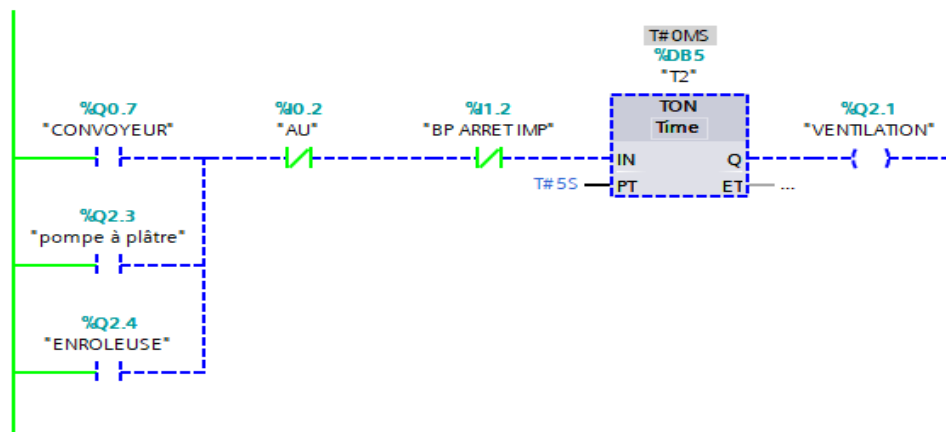 T#0MS
%DB5
"T2"
%Q0.7
"CONVOYEUR"
%I0.2
"AU"
%I1.2
"BP ARRET IMP"
TON
Time
%Q2.1
"VENTILATION"
IN
Q
T#5S
PT
ET
...
%Q2.3
"pompe à plâtre"
%Q2.4
"ENROLEUSE"